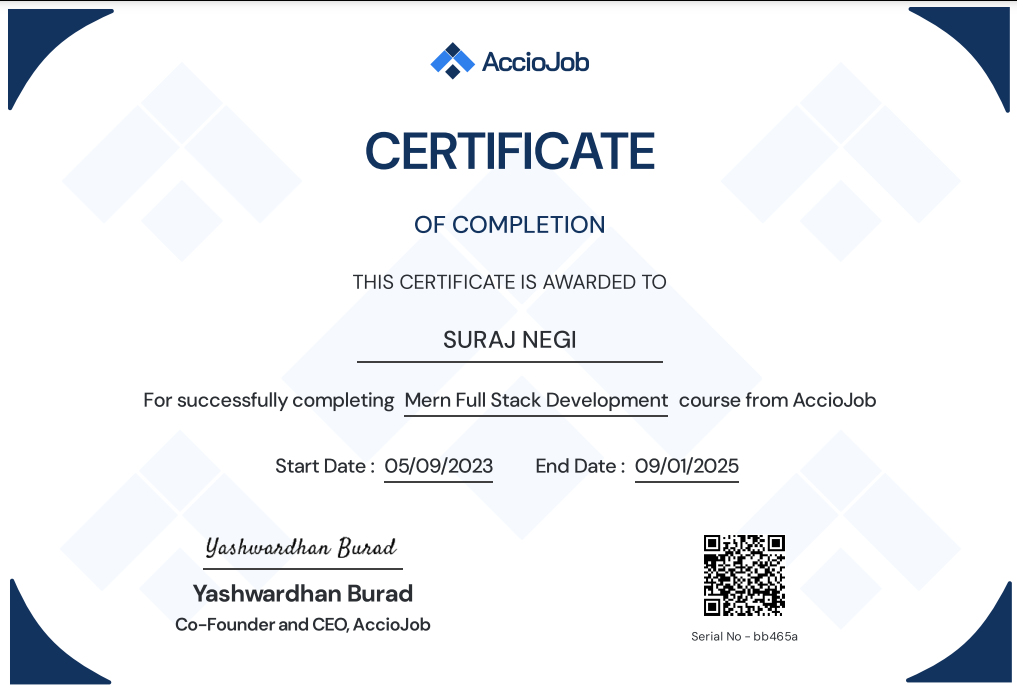 AccioJob
CERTIFICATE
OF COMPLETION
THIS CERTIFICATE IS AWARDED TO
SURAJ NEGI
For successfully completing Mern Full Stack Development course from AccioJob
Start Date : 05/09/2023 End Date : 09/01/2025
Yashwardhan Burad
Yashwardhan Burad
Co-Founder and CEO, AccioJob
Serial No - bb465a